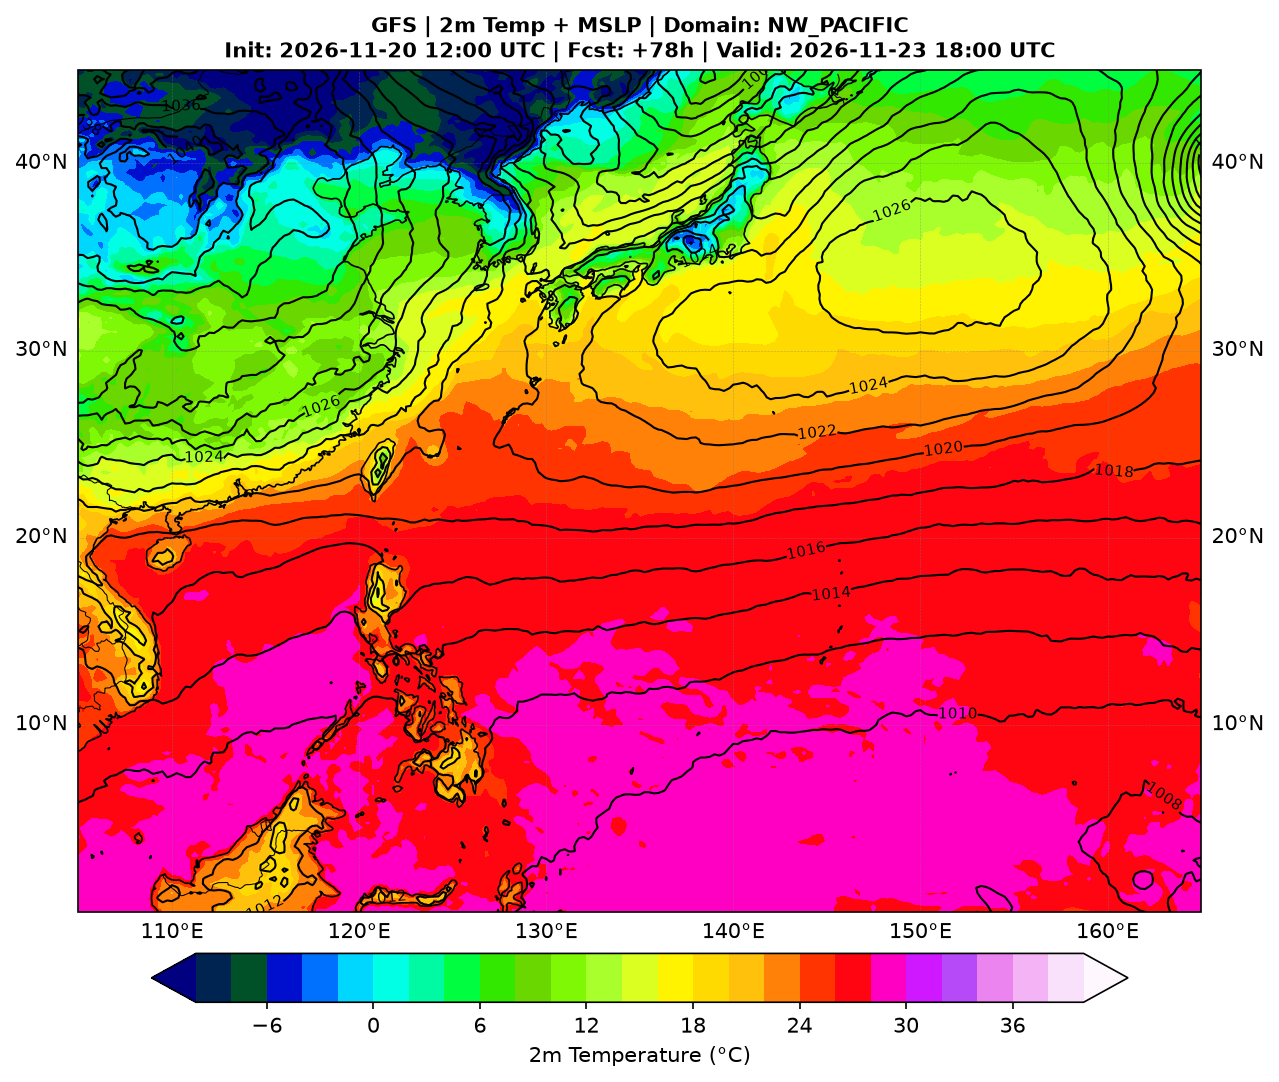 GFS | 2m Temp + MSLP | Domain: NW_PACIFIC
Init: 2026-11-20 12:00 UTC | Fcst: +78h | Valid: 2026-11-23 18:00 UTC
1036
1040
40°N
40°N
1026
1024
30°N
30°N
1024
1026
1022
1020
1024
1018
20°N
20°N
1016
1014
10°N
1010
10°N
1008
1012
1012
110°E 120°E 130°E 140°E 150°E 160°E
−6 0 6 12 18 24 30 36
2m Temperature (°C)